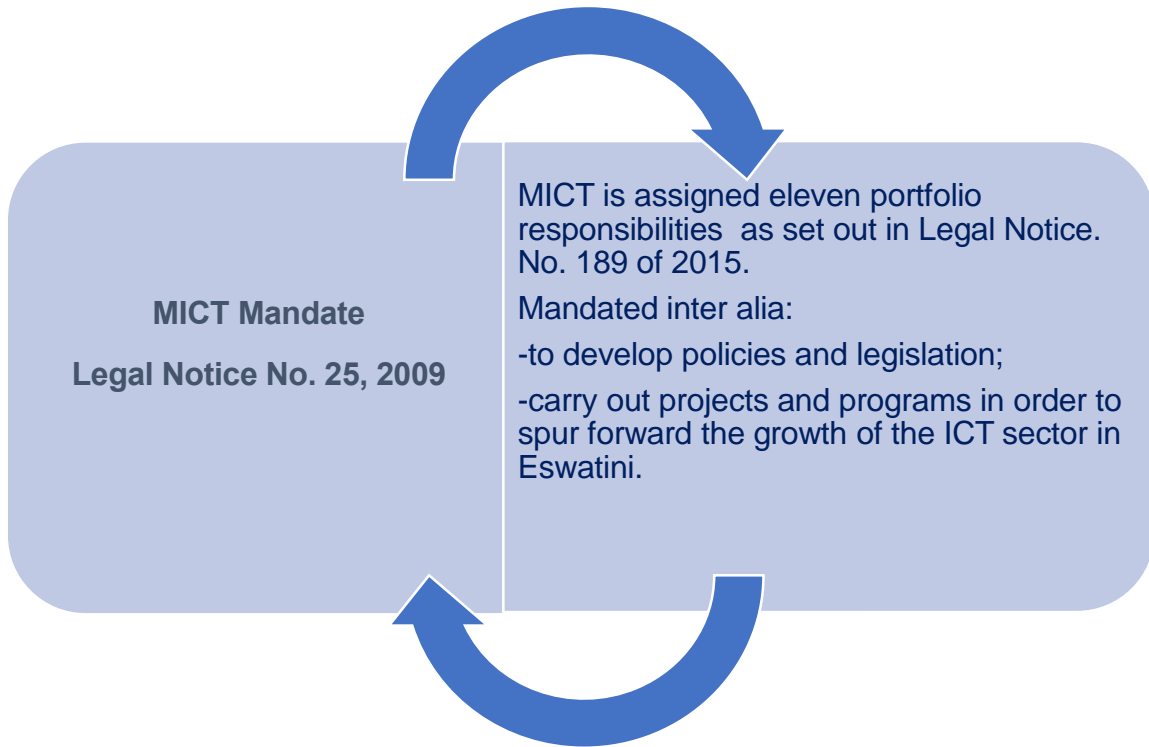 MICT Mandate
Legal Notice No. 25, 2009
MICT is assigned eleven portfolio
responsibilities  as set out in Legal Notice.
No. 189 of 2015.
Mandated inter alia:
-to develop policies and legislation;
-carry out projects and programs in order to
spur forward the growth of the ICT sector in
Eswatini.